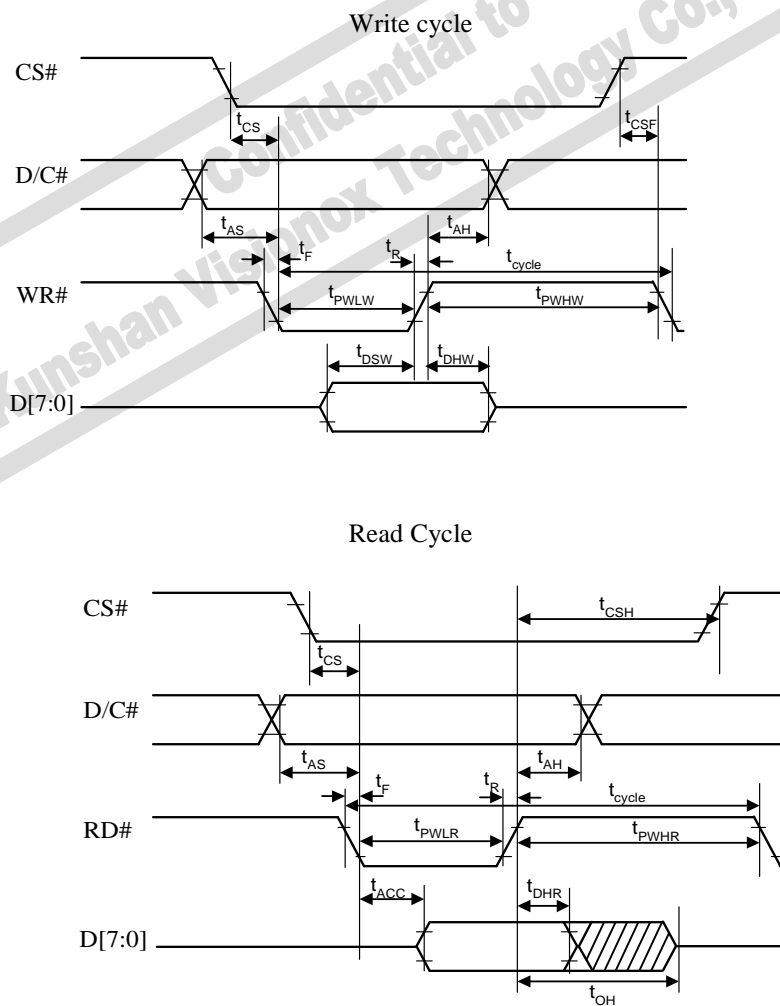 Write cycle
CS#
tCS
tCSF
D/C#
tAS
tAH
tF
tR
tcycle
WR#
tPWLW
tPWHW
tDSW
tDHW
D[7:0]
Confidential to
Kunshan Visionox Technology Co.,
Read Cycle
CS#
tCSH
tCS
D/C#
tAS
tAH
tF
tR
tcycle
RD#
tPWLR
tPWHR
tACC
tDHR
D[7:0]
tOH